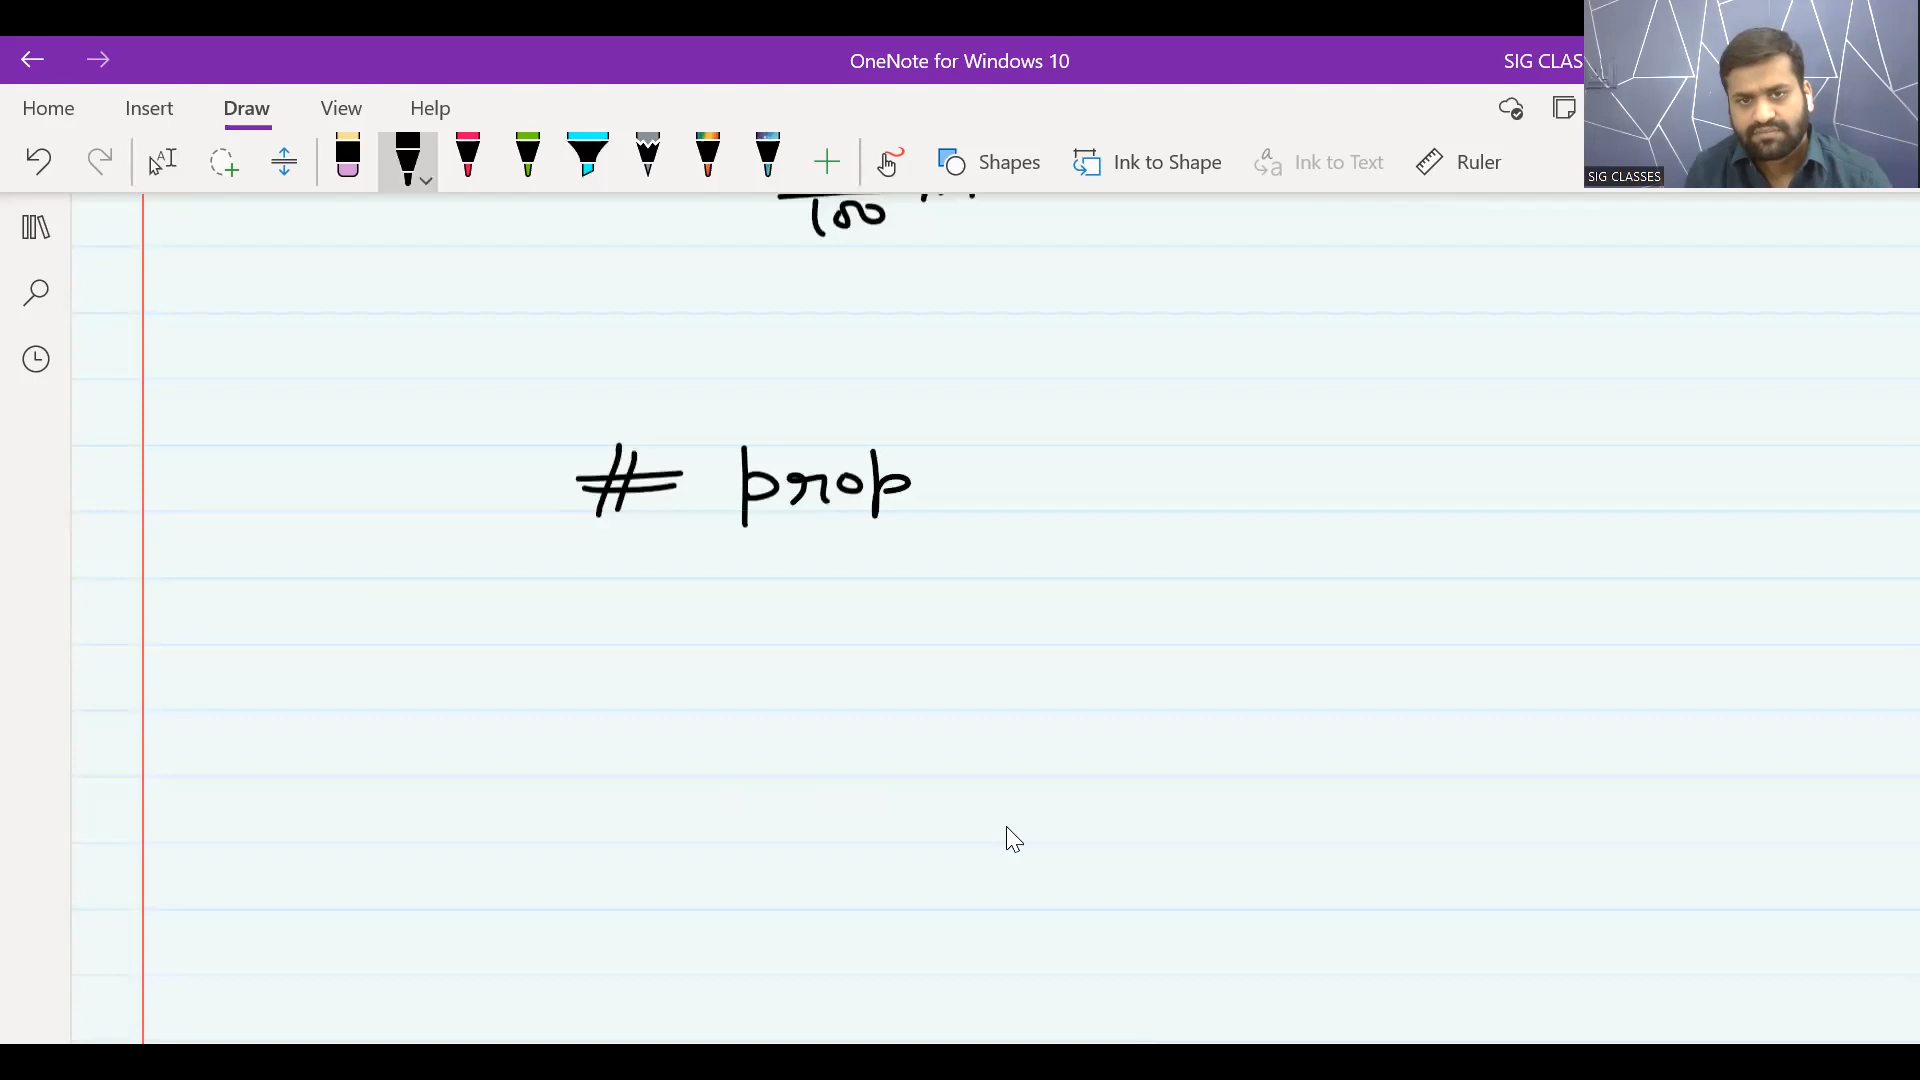 OneNote for Windows 10
SIG CLAS
Home Insert Draw View Help
Shapes Ink to Shape Ink to Text Ruler
SIG CLASSES
100
# prop